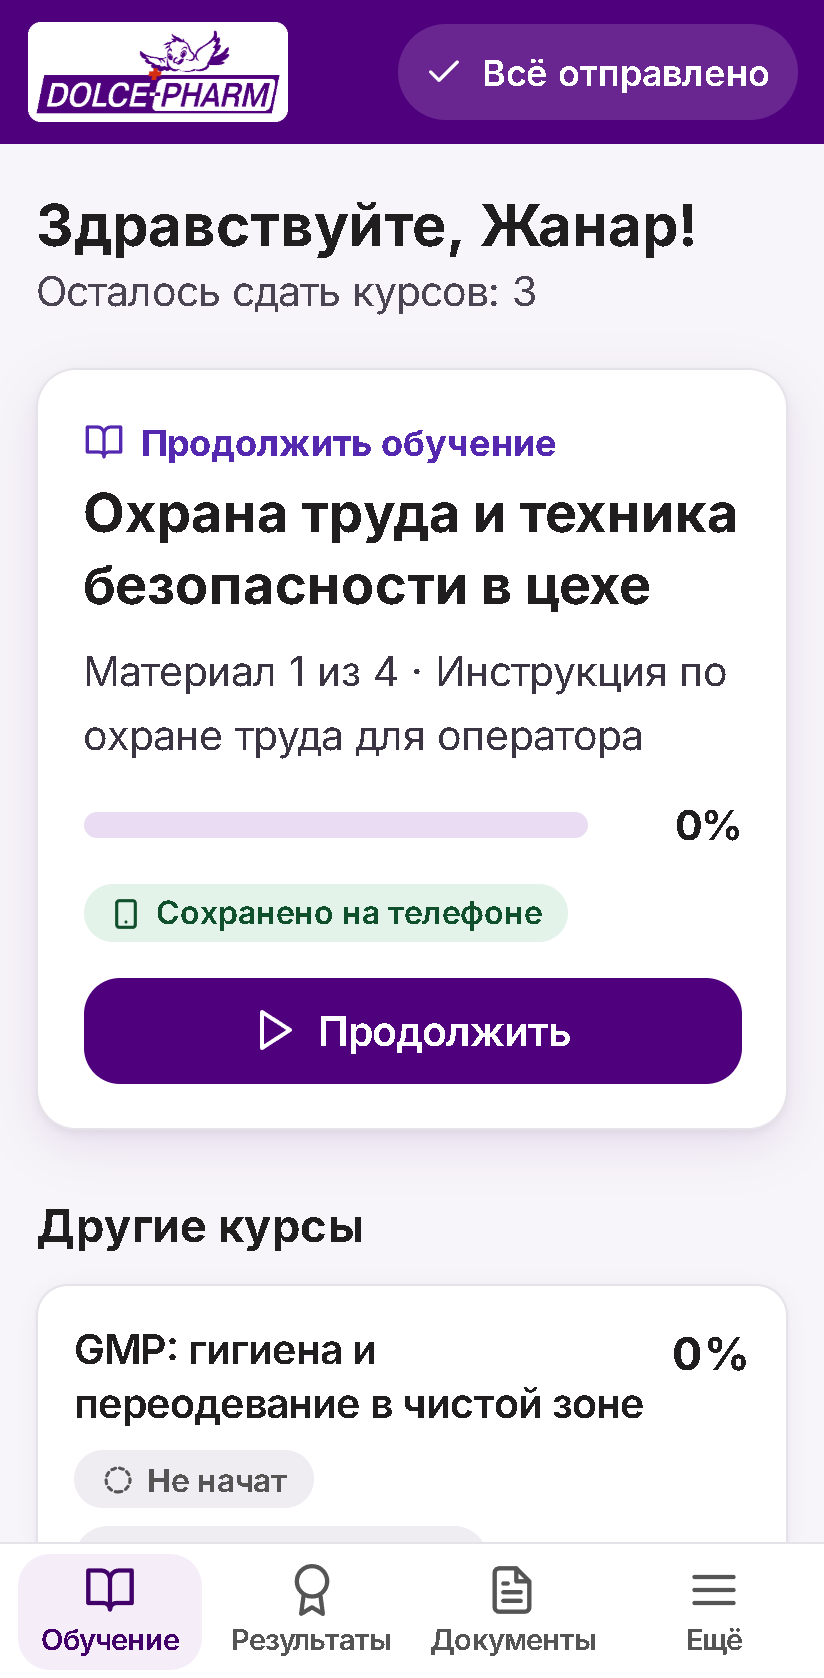 DOLCE-PHARM
Всё отправлено
Здравствуйте, Жанар!
Осталось сдать курсов: 3
Продолжить обучение
Охрана труда и техника
безопасности в цехе
Материал 1 из 4 · Инструкция по
охране труда для оператора
0%
Сохранено на телефоне
Продолжить
Другие курсы
GMP: гигиена и
переодевание в чистой зоне
0%
Не начат
Обучение
Результаты
Документы
Ещё